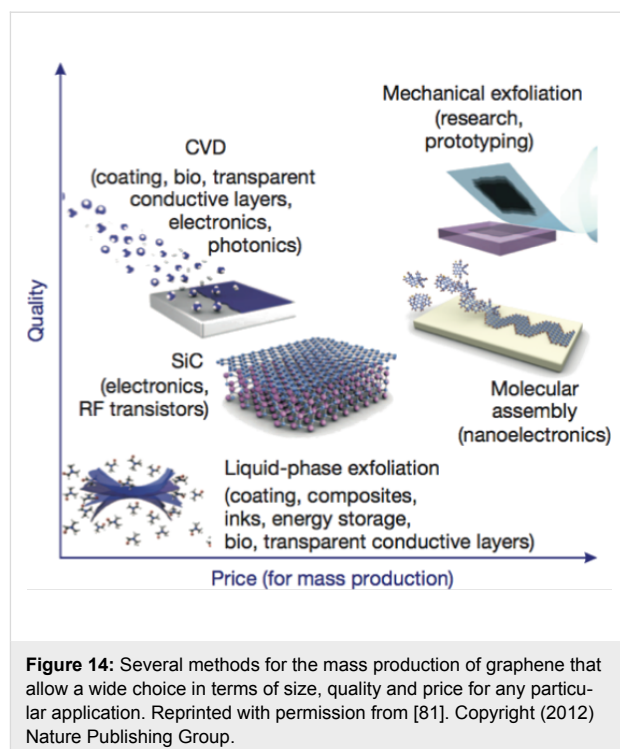 Mechanical exfoliation
(research,
prototyping)
CVD
(coating, bio, transparent
conductive layers,
electronics,
photonics)
Quality
SiC
(electronics,
RF transistors)
Molecular
assembly
(nanoelectronics)
Liquid-phase exfoliation
(coating, composites,
inks, energy storage,
bio, transparent conductive layers)
Price (for mass production)
Figure 14: Several methods for the mass production of graphene that
allow a wide choice in terms of size, quality and price for any particu-
lar application. Reprinted with permission from [81]. Copyright (2012)
Nature Publishing Group.